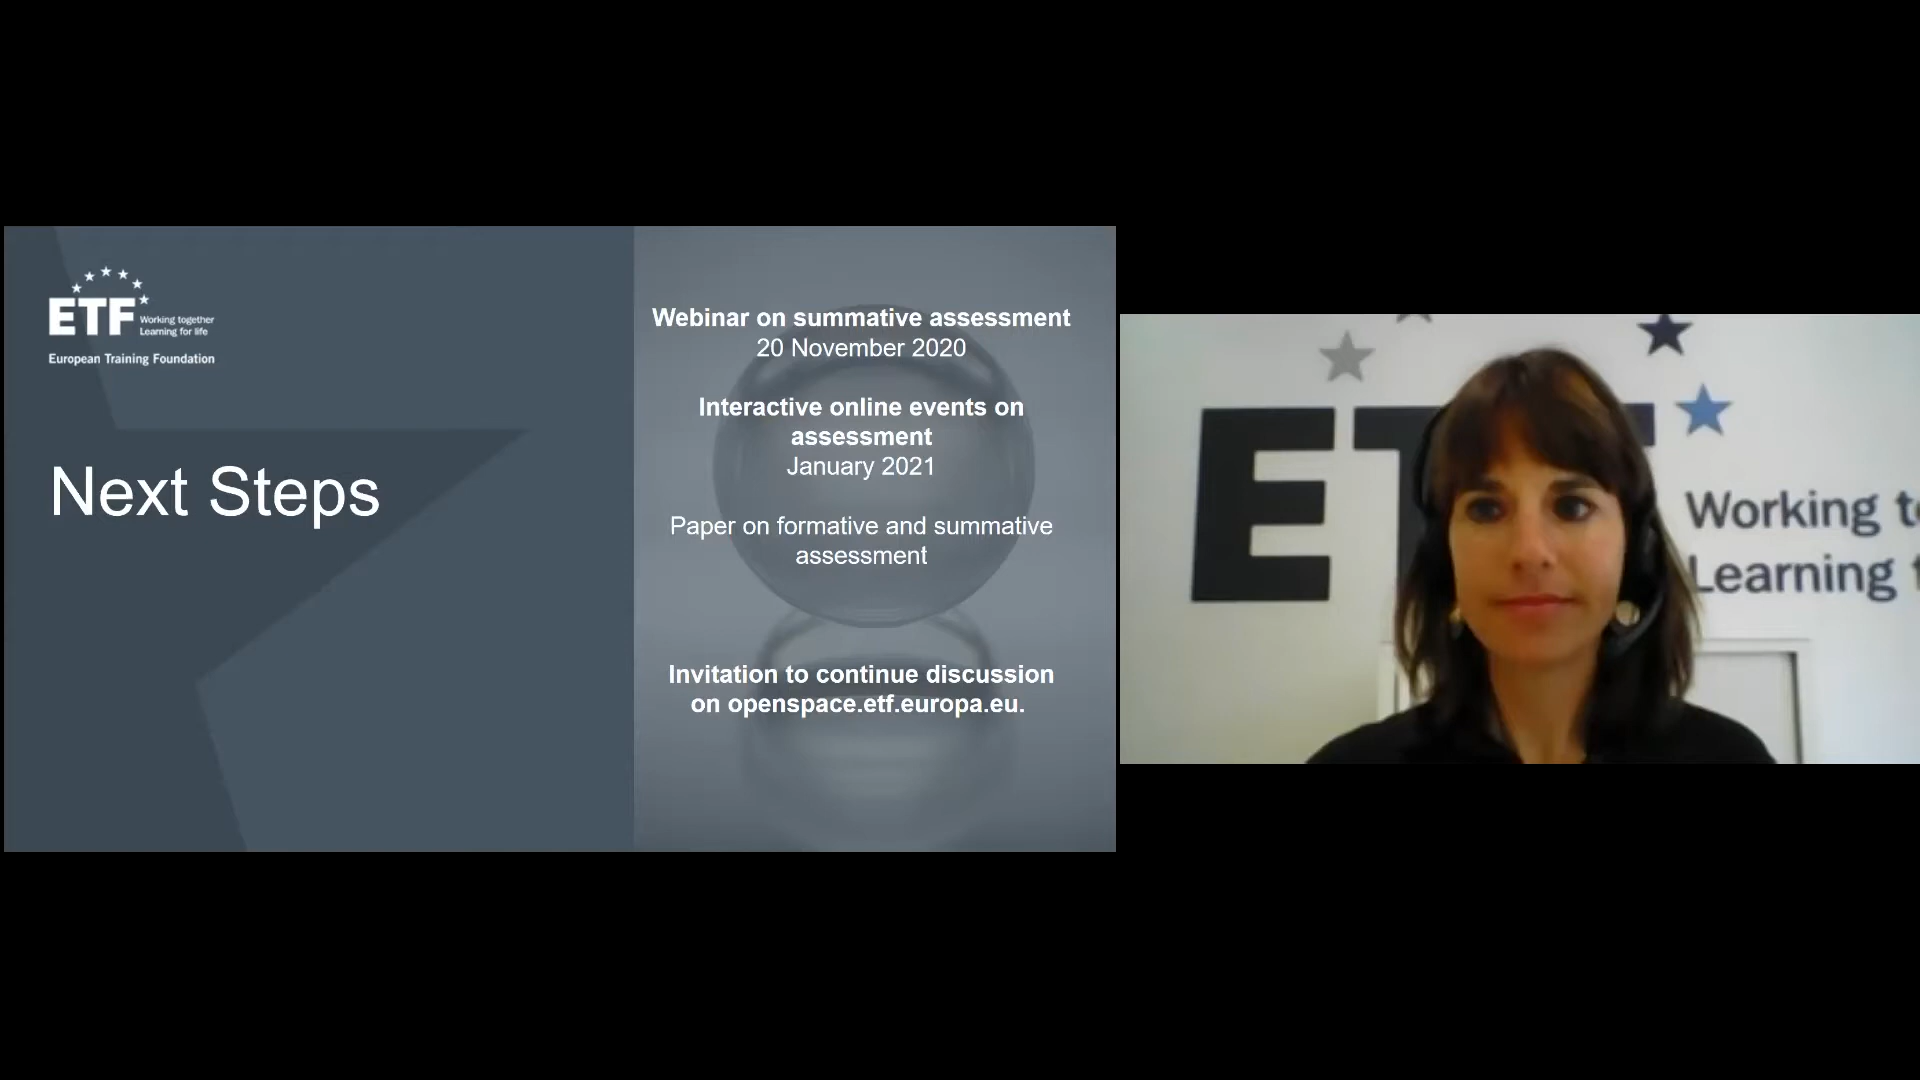 ETF
Working together
Learning for life
European Training Foundation
Next Steps
Webinar on summative assessment
20 November 2020
Interactive online events on
assessment
January 2021
Paper on formative and summative
assessment
Invitation to continue discussion
on openspace.etf.europa.eu.
Working
Learning